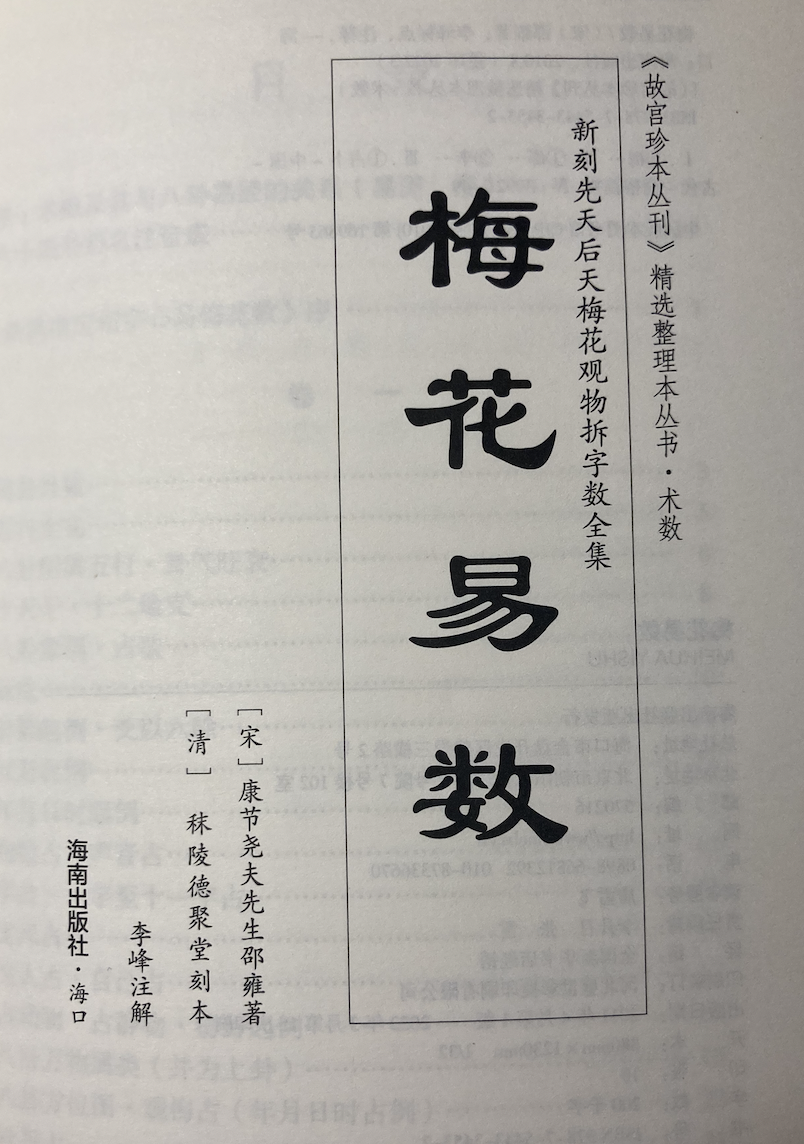 《故宫珍本丛刊》精选整理本丛书·术数
新刻先天后天梅花观物拆字数全集
梅花易数
[宋]康节尧夫先生邵雍著
[清]秣陵德聚堂刻本
李峰注解
海南出版社·海口